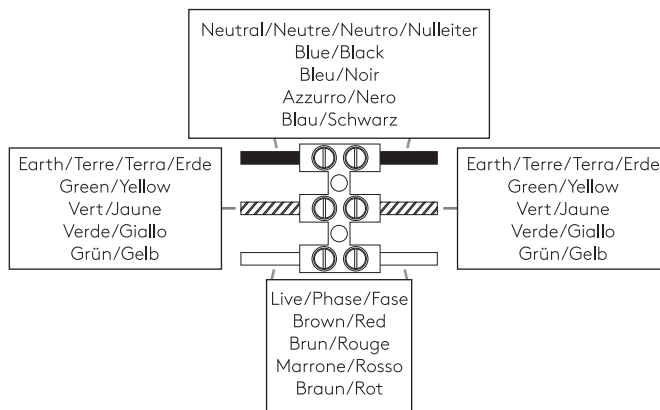 Neutral/Neutre/Neutro/Nulleiter
Blue/Black
Bleu/Noir
Azzurro/Nero
Blau/Schwarz
Earth/Terre/Terra/Erde
Green/Yellow
Vert/Jaune
Verde/Giallo
Grün/Gelb
Earth/Terre/Terra/Erde
Green/Yellow
Vert/Jaune
Verde/Giallo
Grün/Gelb
Live/Phase/Fase
Brown/Red
Brun/Rouge
Marrone/Rosso
Braun/Rot